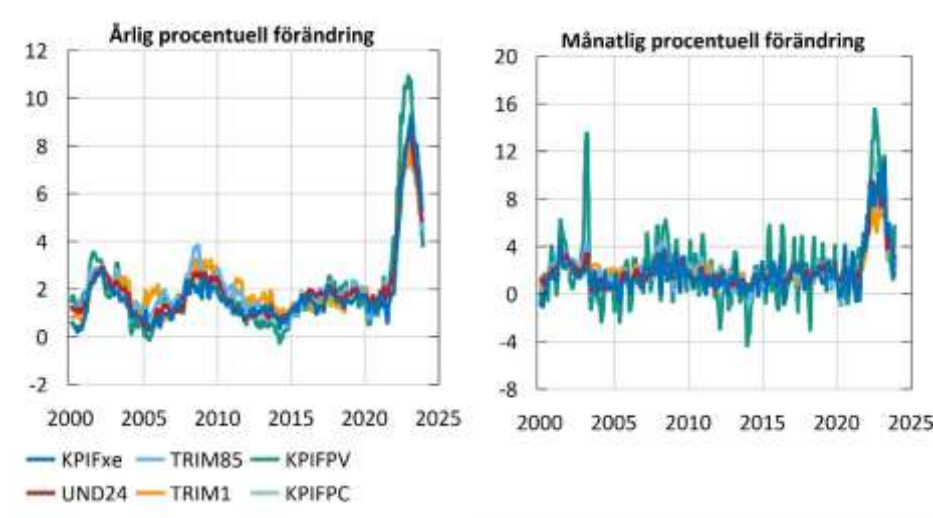 Årlig procentuell förändring
12
10
8
6
4
2
0
-2
2000 2005 2010 2015 2020 2025
Månatlig procentuell förändring
20
16
12
8
4
0
-4
-8
2000 2005 2010 2015 2020 2025
KPIFxe TRIM85 KPIFPV
UND24 TRIM1 KPIFPC